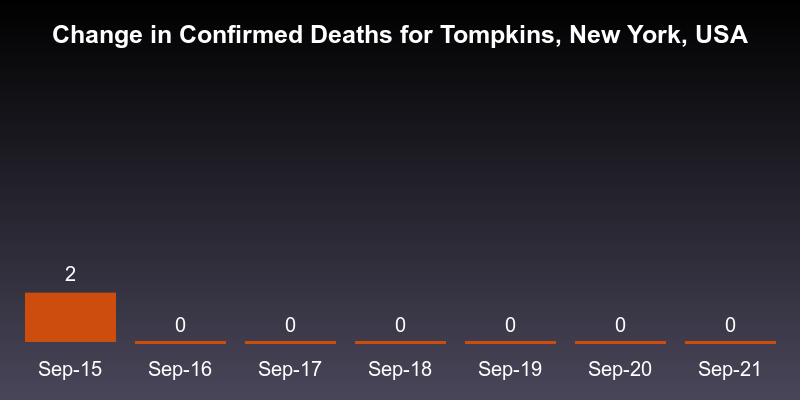 Change in Confirmed Deaths for Tompkins, New York, USA
2
0 0 0 0 0 0
Sep-15 Sep-16 Sep-17 Sep-18 Sep-19 Sep-20 Sep-21